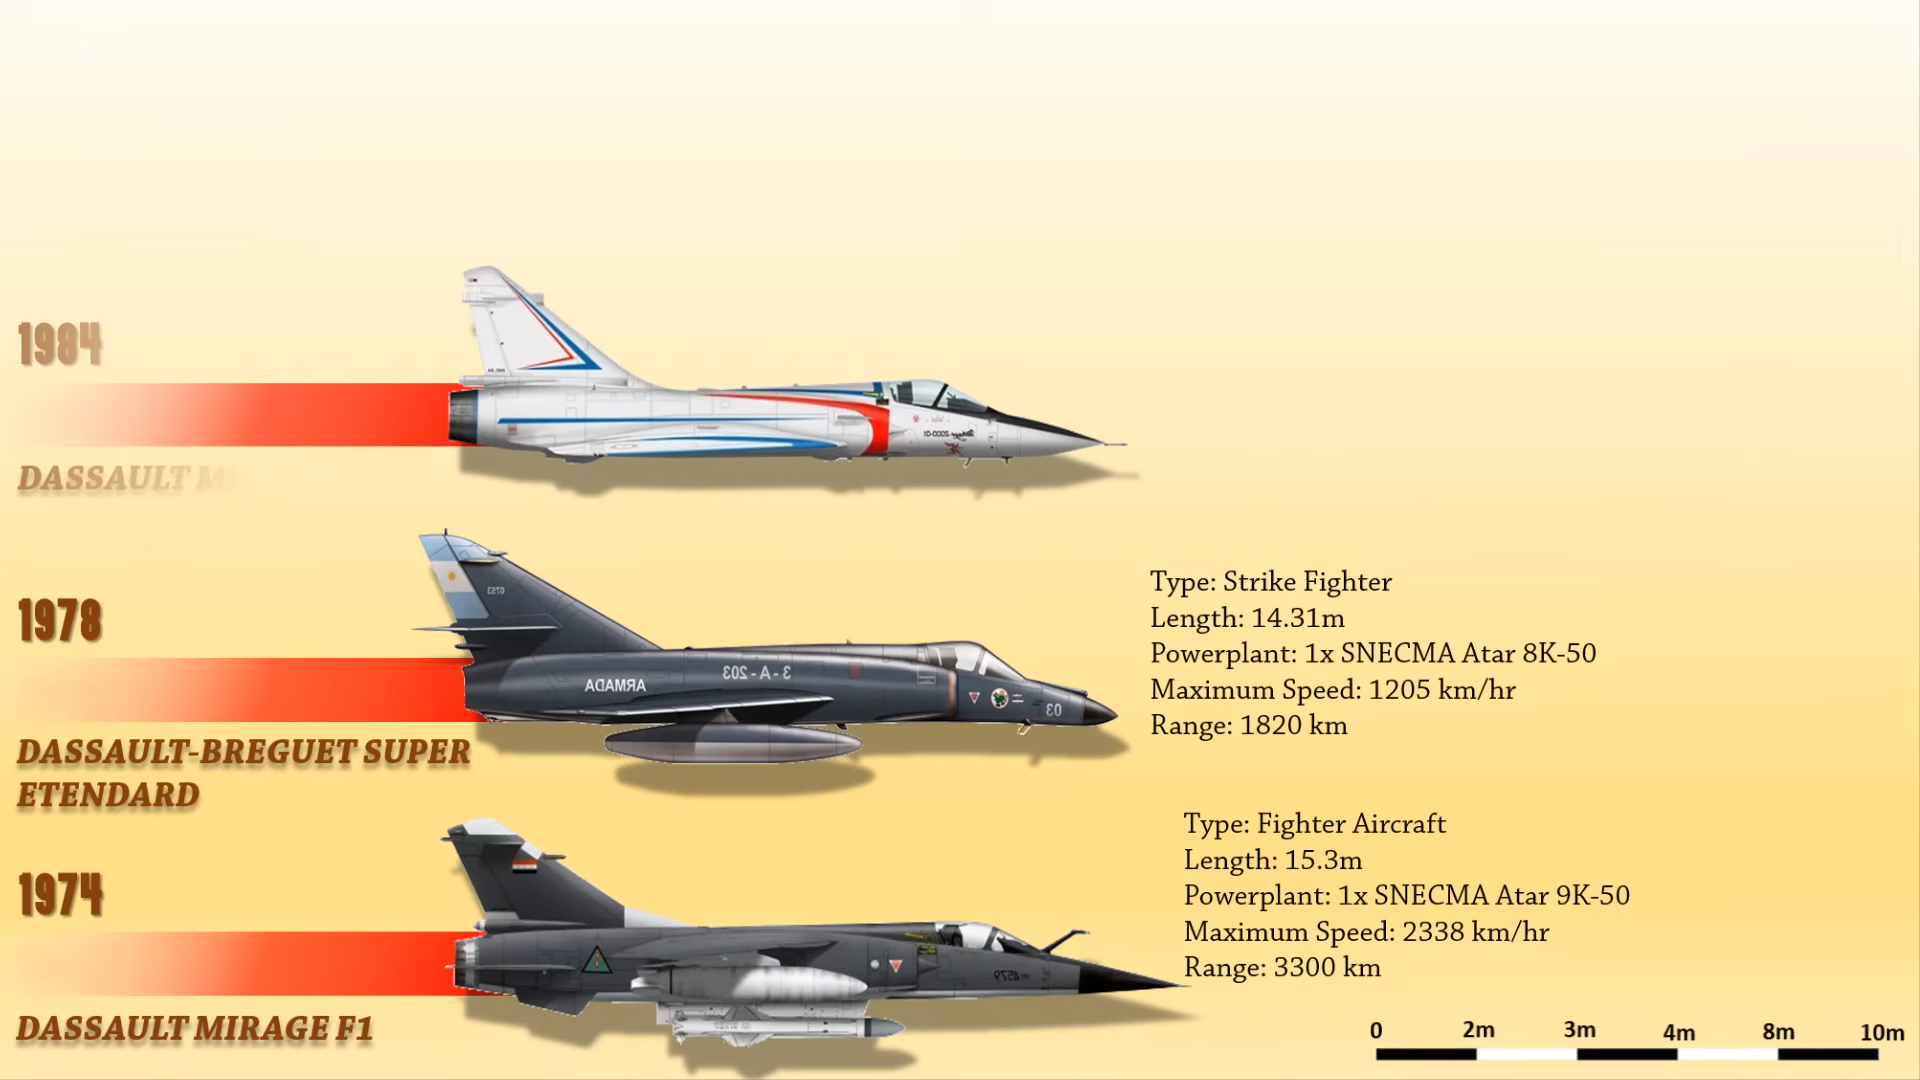 1984
DASSAULT M
1978
DASSAULT-BREGUET SUPER
ETENDARD
0753
ARMADA
3-A-203
03
Type: Strike Fighter
Length: 14.31m
Powerplant: 1x SNECMA Atar 8K-50
Maximum Speed: 1205 km/hr
Range: 1820 km
1974
DASSAULT MIRAGE F1
4579
Type: Fighter Aircraft
Length: 15.3m
Powerplant: 1x SNECMA Atar 9K-50
Maximum Speed: 2338 km/hr
Range: 3300 km
0 2m 3m 4m 8m 10m